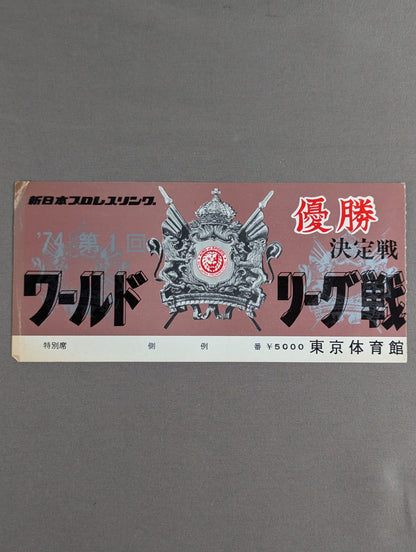 新日本プロレスリング
優勝
決定戦
'74 第1回
ワールド リーグ戦
特別席 側 例 番 ¥5000 東京体育館